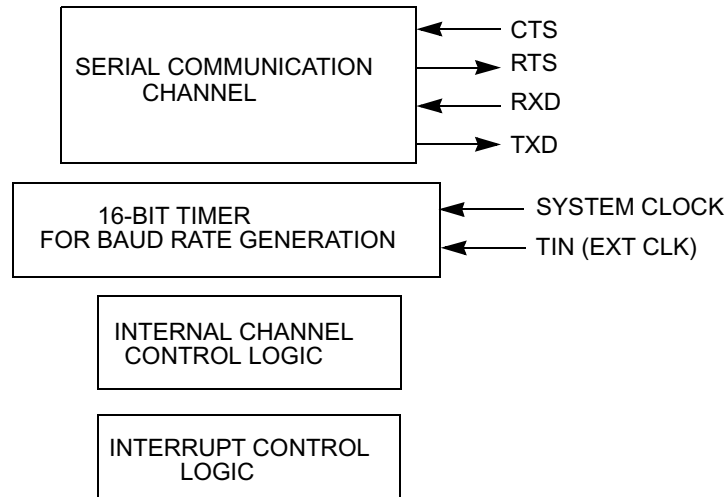 SERIAL COMMUNICATION
CHANNEL
CTS
RTS
RXD
TXD
16-BIT TIMER
FOR BAUD RATE GENERATION
SYSTEM CLOCK
TIN (EXT CLK)
INTERNAL CHANNEL
CONTROL LOGIC
INTERRUPT CONTROL
LOGIC